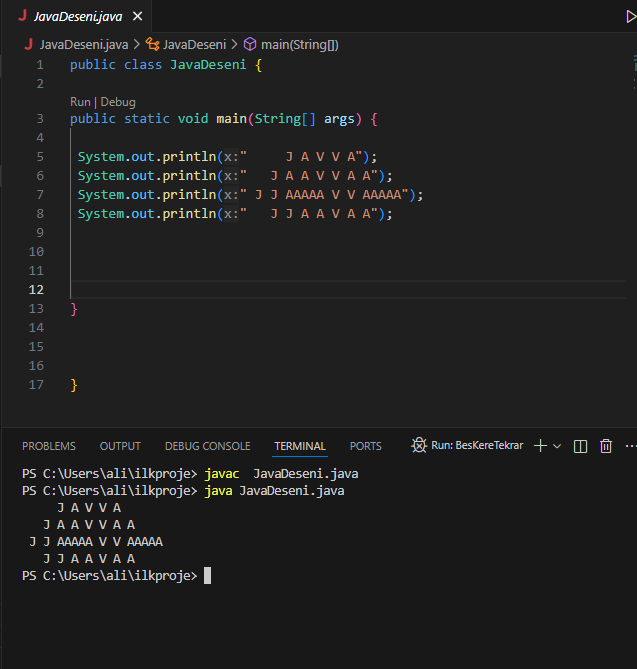 J JavaDeseni.java ×
J JavaDeseni.java > JavaDeseni > main(String[])
1 public class JavaDeseni {
2
Run | Debug
3 public static void main(String[] args) {
4
5 System.out.println(x:"     J A V V A");
6 System.out.println(x:"   J A A V V A A");
7 System.out.println(x:" J J AAAAA V V AAAAA");
8 System.out.println(x:"   J J A A V A A");
9
10
11
12
13 }
14
15
16
17 }
PROBLEMS OUTPUT DEBUG CONSOLE TERMINAL PORTS Run: BesKereTekrar
PS C:\Users\ali\ilkproje> javac  JavaDeseni.java
PS C:\Users\ali\ilkproje> java JavaDeseni.java
     J A V V A
   J A A V V A A
 J J AAAAA V V AAAAA
   J J A A V A A
PS C:\Users\ali\ilkproje>